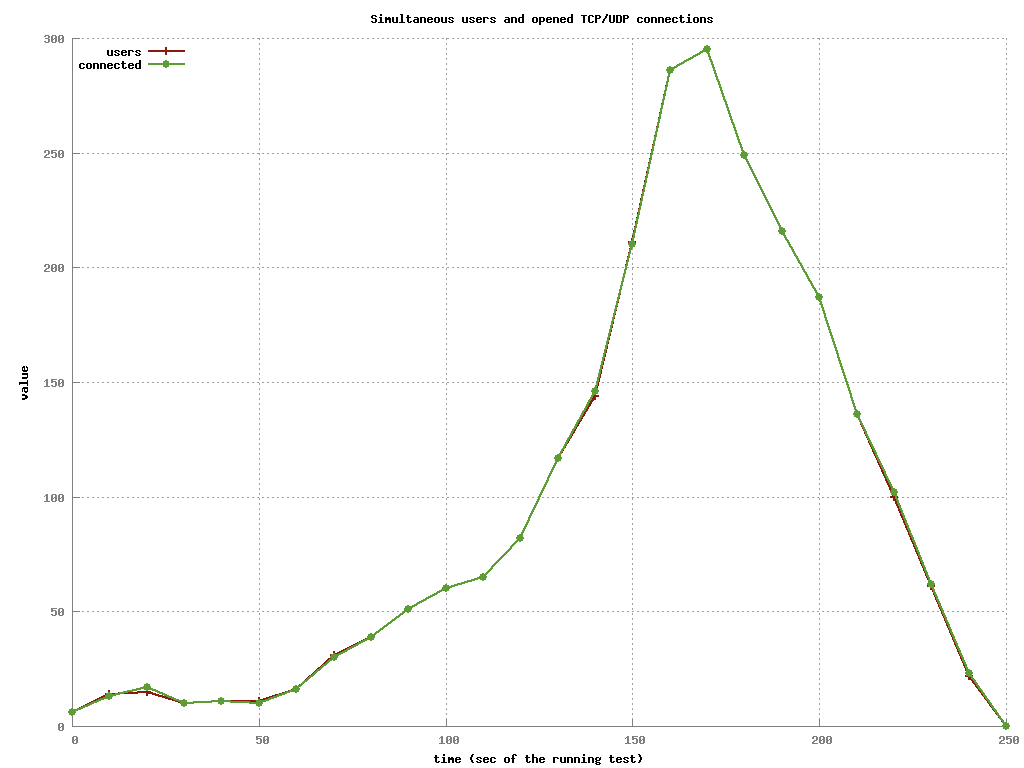 Simultaneous users and opened TCP/UDP connections
300
users
connected
250
200
150
value
100
50
0
0 50 100 150 200 250
time (sec of the running test)